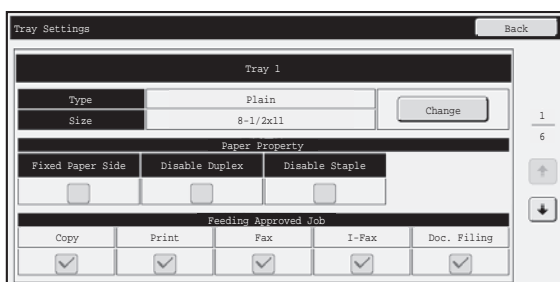 Tray Settings Back
Tray 1
Type Plain Change
Size 8-1/2x11
1
6
Paper Property
Fixed Paper Side Disable Duplex Disable Staple
Feeding Approved Job
Copy Print Fax I-Fax Doc. Filing